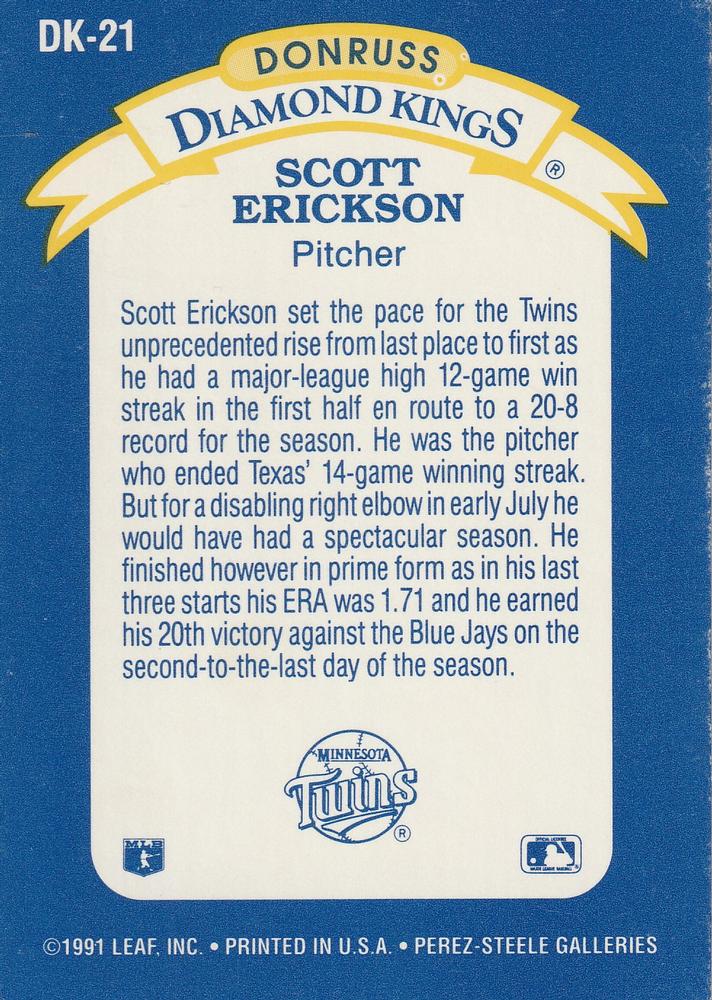 DK-21
DONRUSS
DIAMOND KINGS
®
SCOTT
ERICKSON
Pitcher
Scott Erickson set the pace for the Twins
unprecedented rise from last place to first as
he had a major-league high 12-game win
streak in the first half en route to a 20-8
record for the season. He was the pitcher
who ended Texas' 14-game winning streak.
But for a disabling right elbow in early July he
would have had a spectacular season. He
finished however in prime form as in his last
three starts his ERA was 1.71 and he earned
his 20th victory against the Blue Jays on the
second-to-the-last day of the season.
MINNESOTA
Twins
®
MLB
OFFICIAL LICENSEE
MAJOR LEAGUE BASEBALL
©1991 LEAF, INC. • PRINTED IN U.S.A. • PEREZ-STEELE GALLERIES